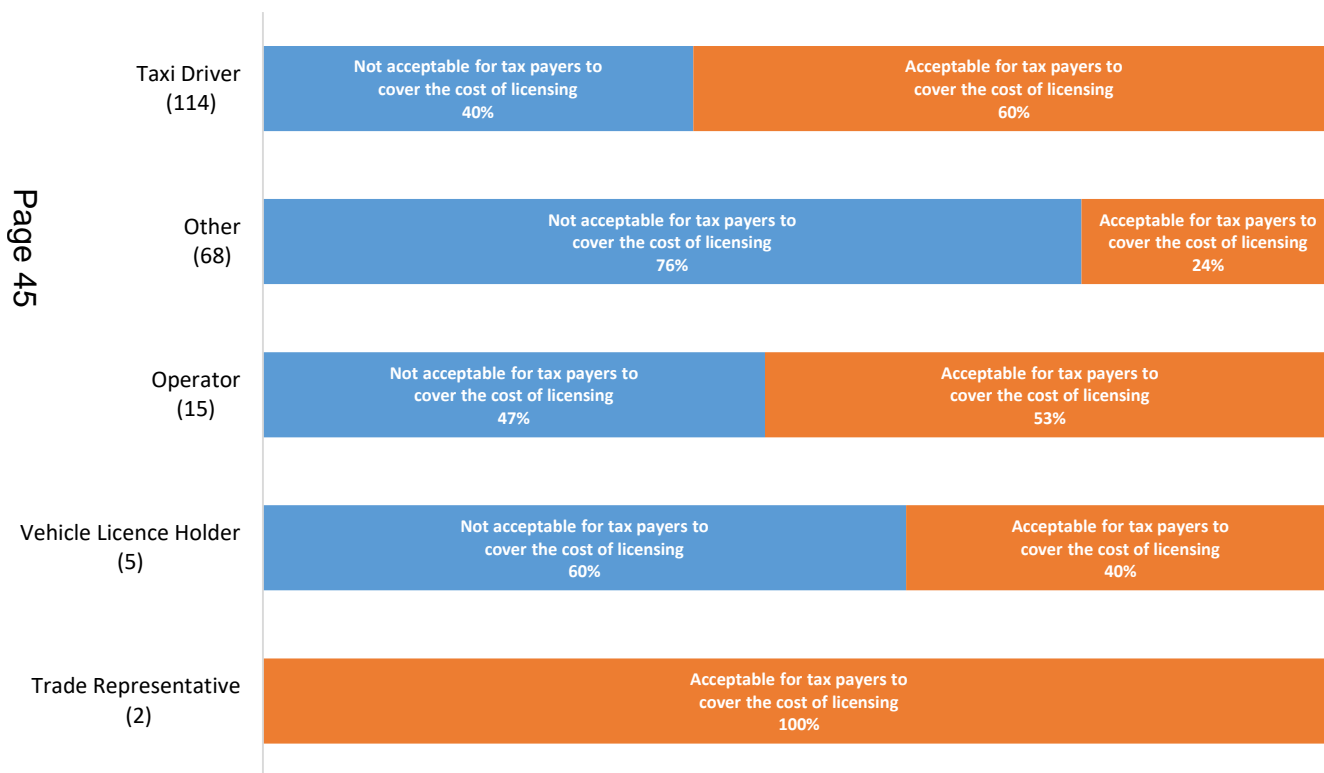 Taxi Driver
(114)
Not acceptable for tax payers to
cover the cost of licensing
40%
Acceptable for tax payers to
cover the cost of licensing
60%
Page 45
Other
(68)
Not acceptable for tax payers to
cover the cost of licensing
76%
Acceptable for tax payers to
cover the cost of licensing
24%
Operator
(15)
Not acceptable for tax payers to
cover the cost of licensing
47%
Acceptable for tax payers to
cover the cost of licensing
53%
Vehicle Licence Holder
(5)
Not acceptable for tax payers to
cover the cost of licensing
60%
Acceptable for tax payers to
cover the cost of licensing
40%
Trade Representative
(2)
Acceptable for tax payers to
cover the cost of licensing
100%